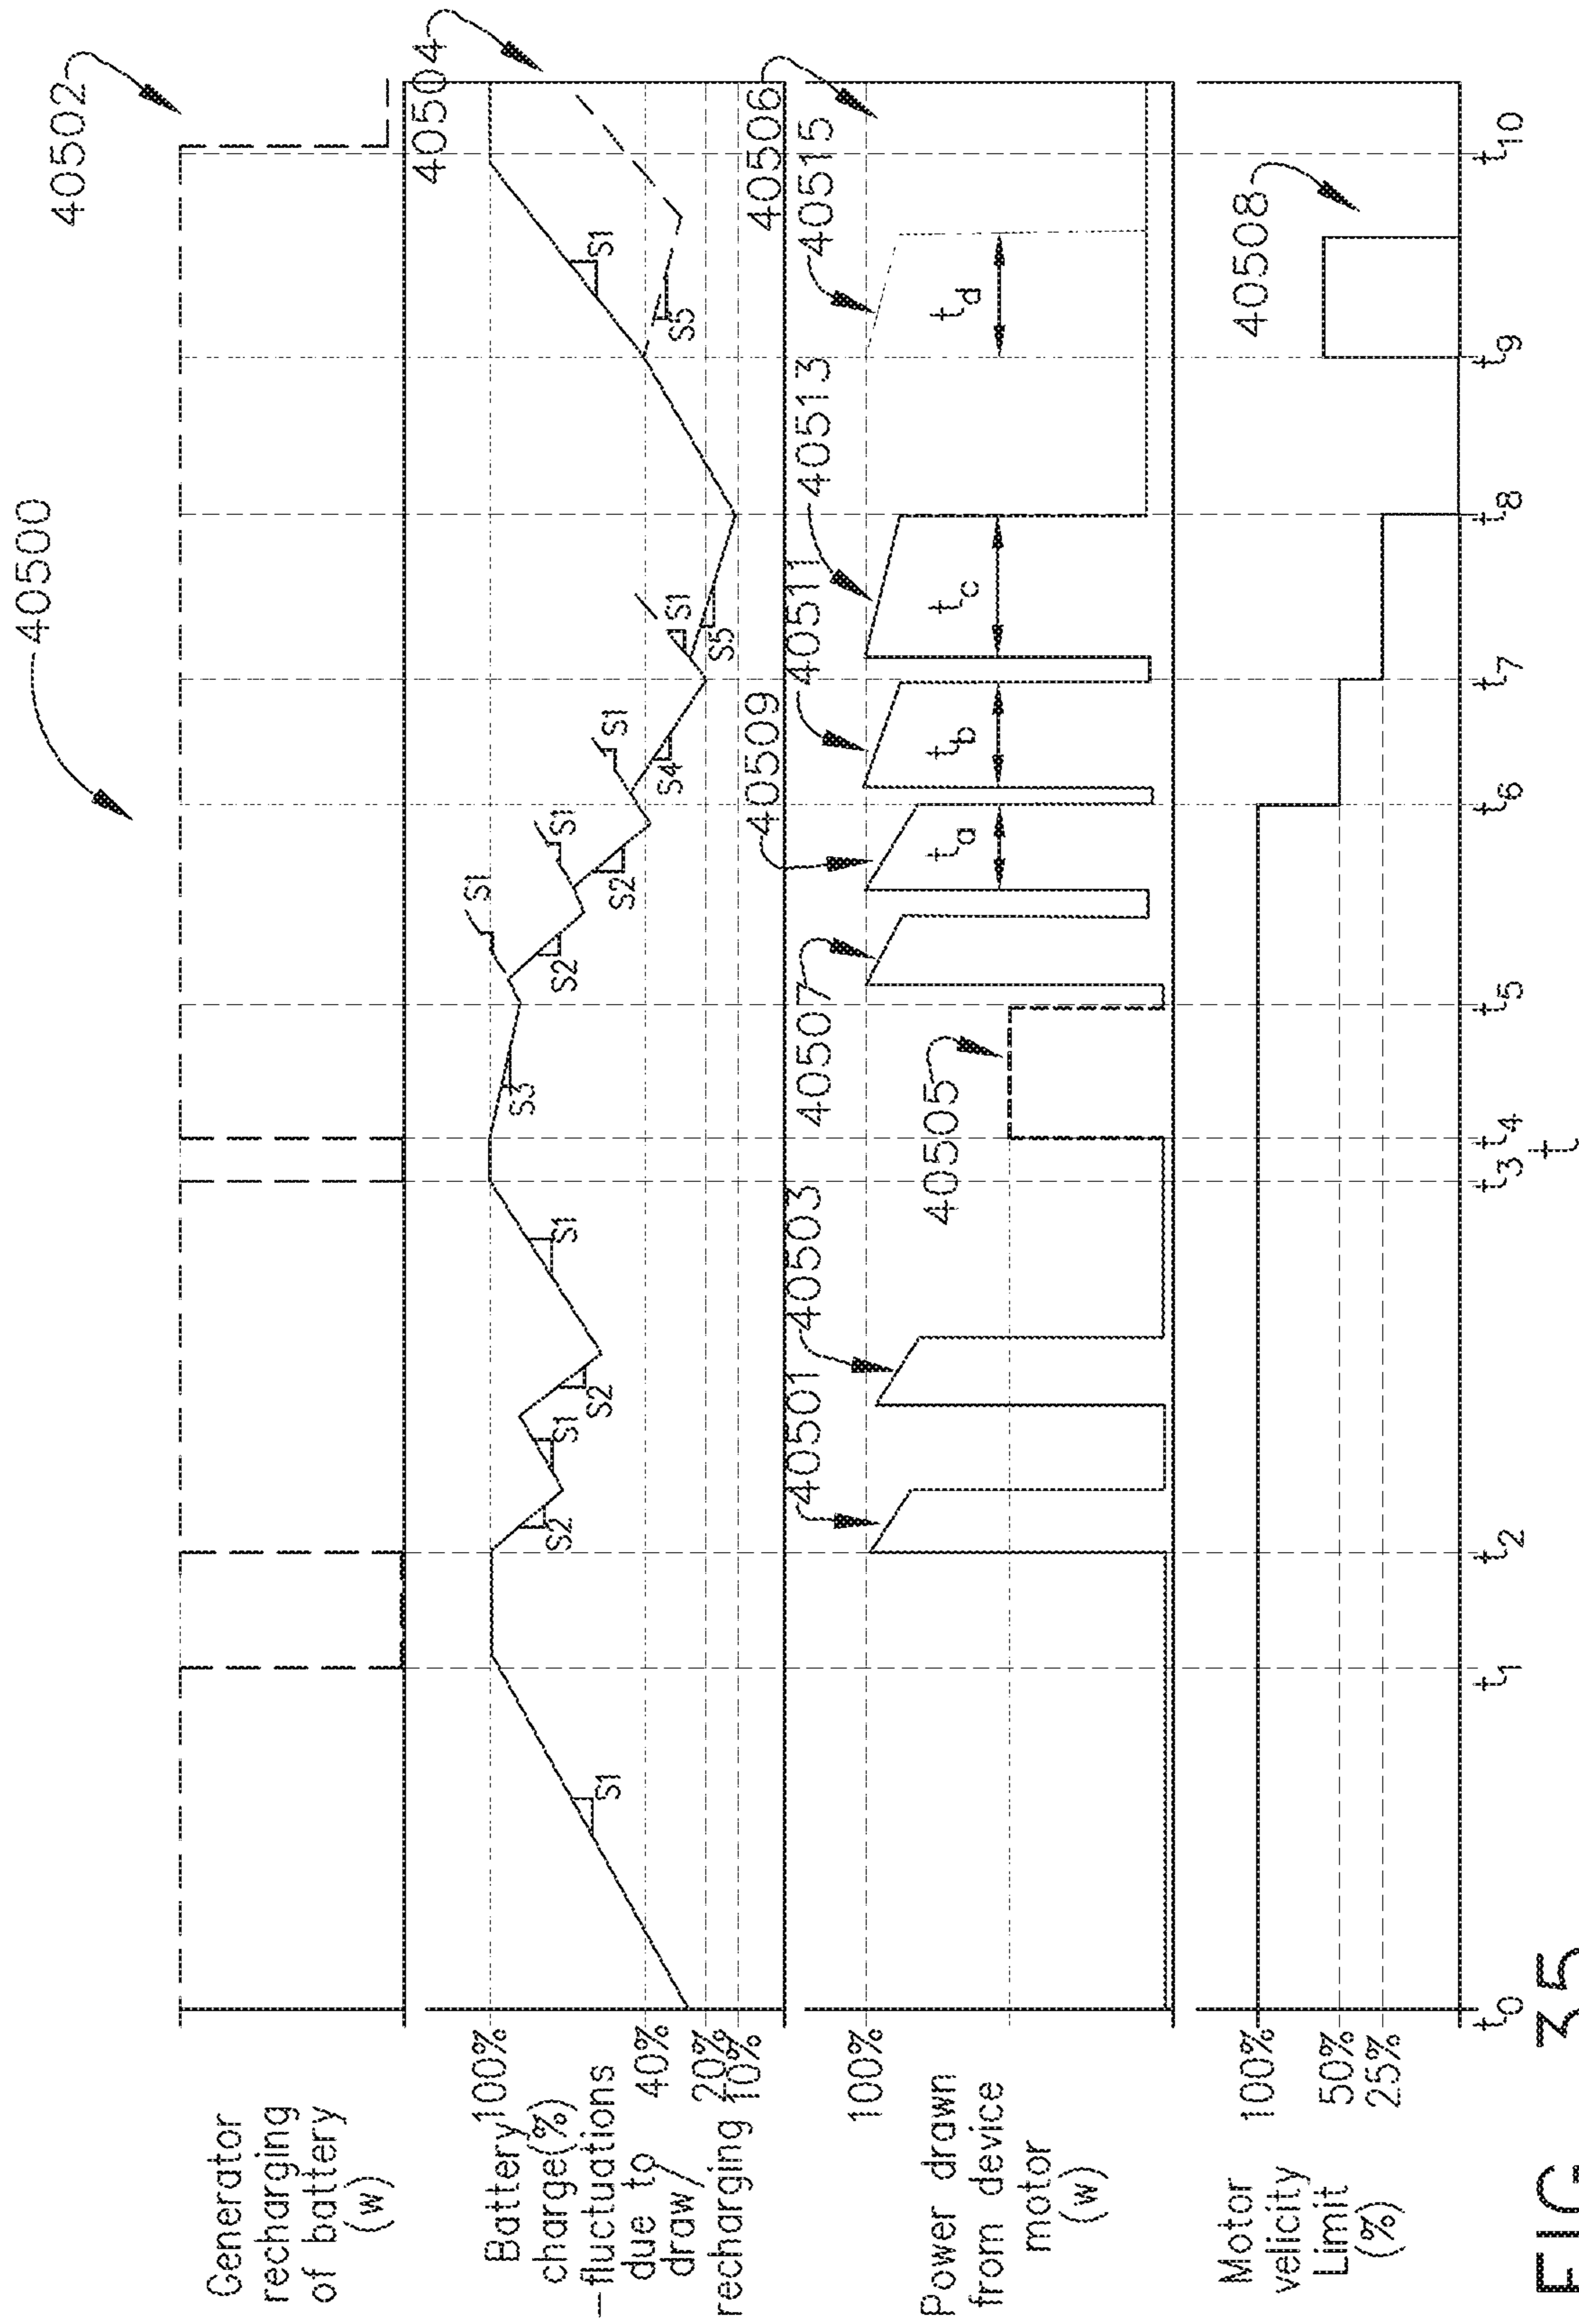 40500
40502
Generator
recharging
of battery
(w)
40504
100%
Battery
charge(%)
—fluctuations
due to
draw/
recharging
40%
20%
10%
S1
S2
S1
S2
S1
S3
S1
S2
S1
S2
S1
S4
S1
S5
S1
S5
40506
100%
Power drawn
from device
motor
(w)
40501
40503
40505
40507
40509
40511
40513
40515
ta
tb
tc
td
40508
Motor
velicity
Limit
(%)
100%
50%
25%
t0
t1
t2
t3
t4
t5
t6
t7
t8
t9
t10
t
FIG. 35